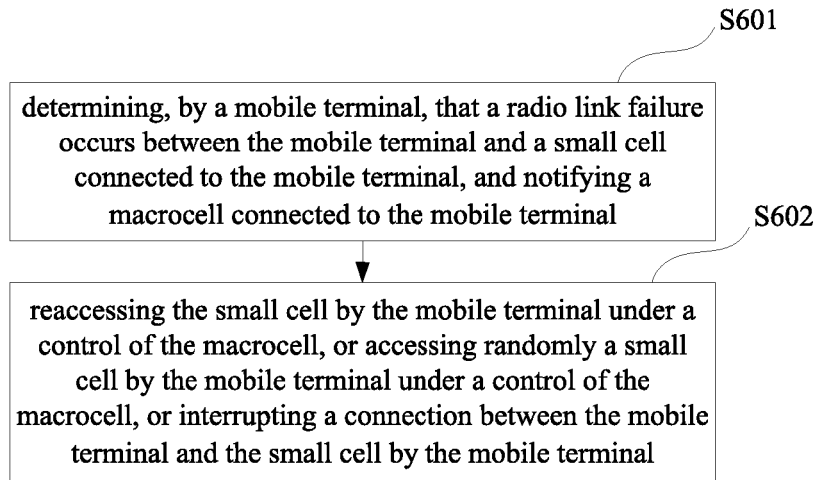 S601
determining, by a mobile terminal, that a radio link failure
occurs between the mobile terminal and a small cell
connected to the mobile terminal, and notifying a
macrocell connected to the mobile terminal
S602
reaccessing the small cell by the mobile terminal under a
control of the macrocell, or accessing randomly a small
cell by the mobile terminal under a control of the
macrocell, or interrupting a connection between the mobile
terminal and the small cell by the mobile terminal